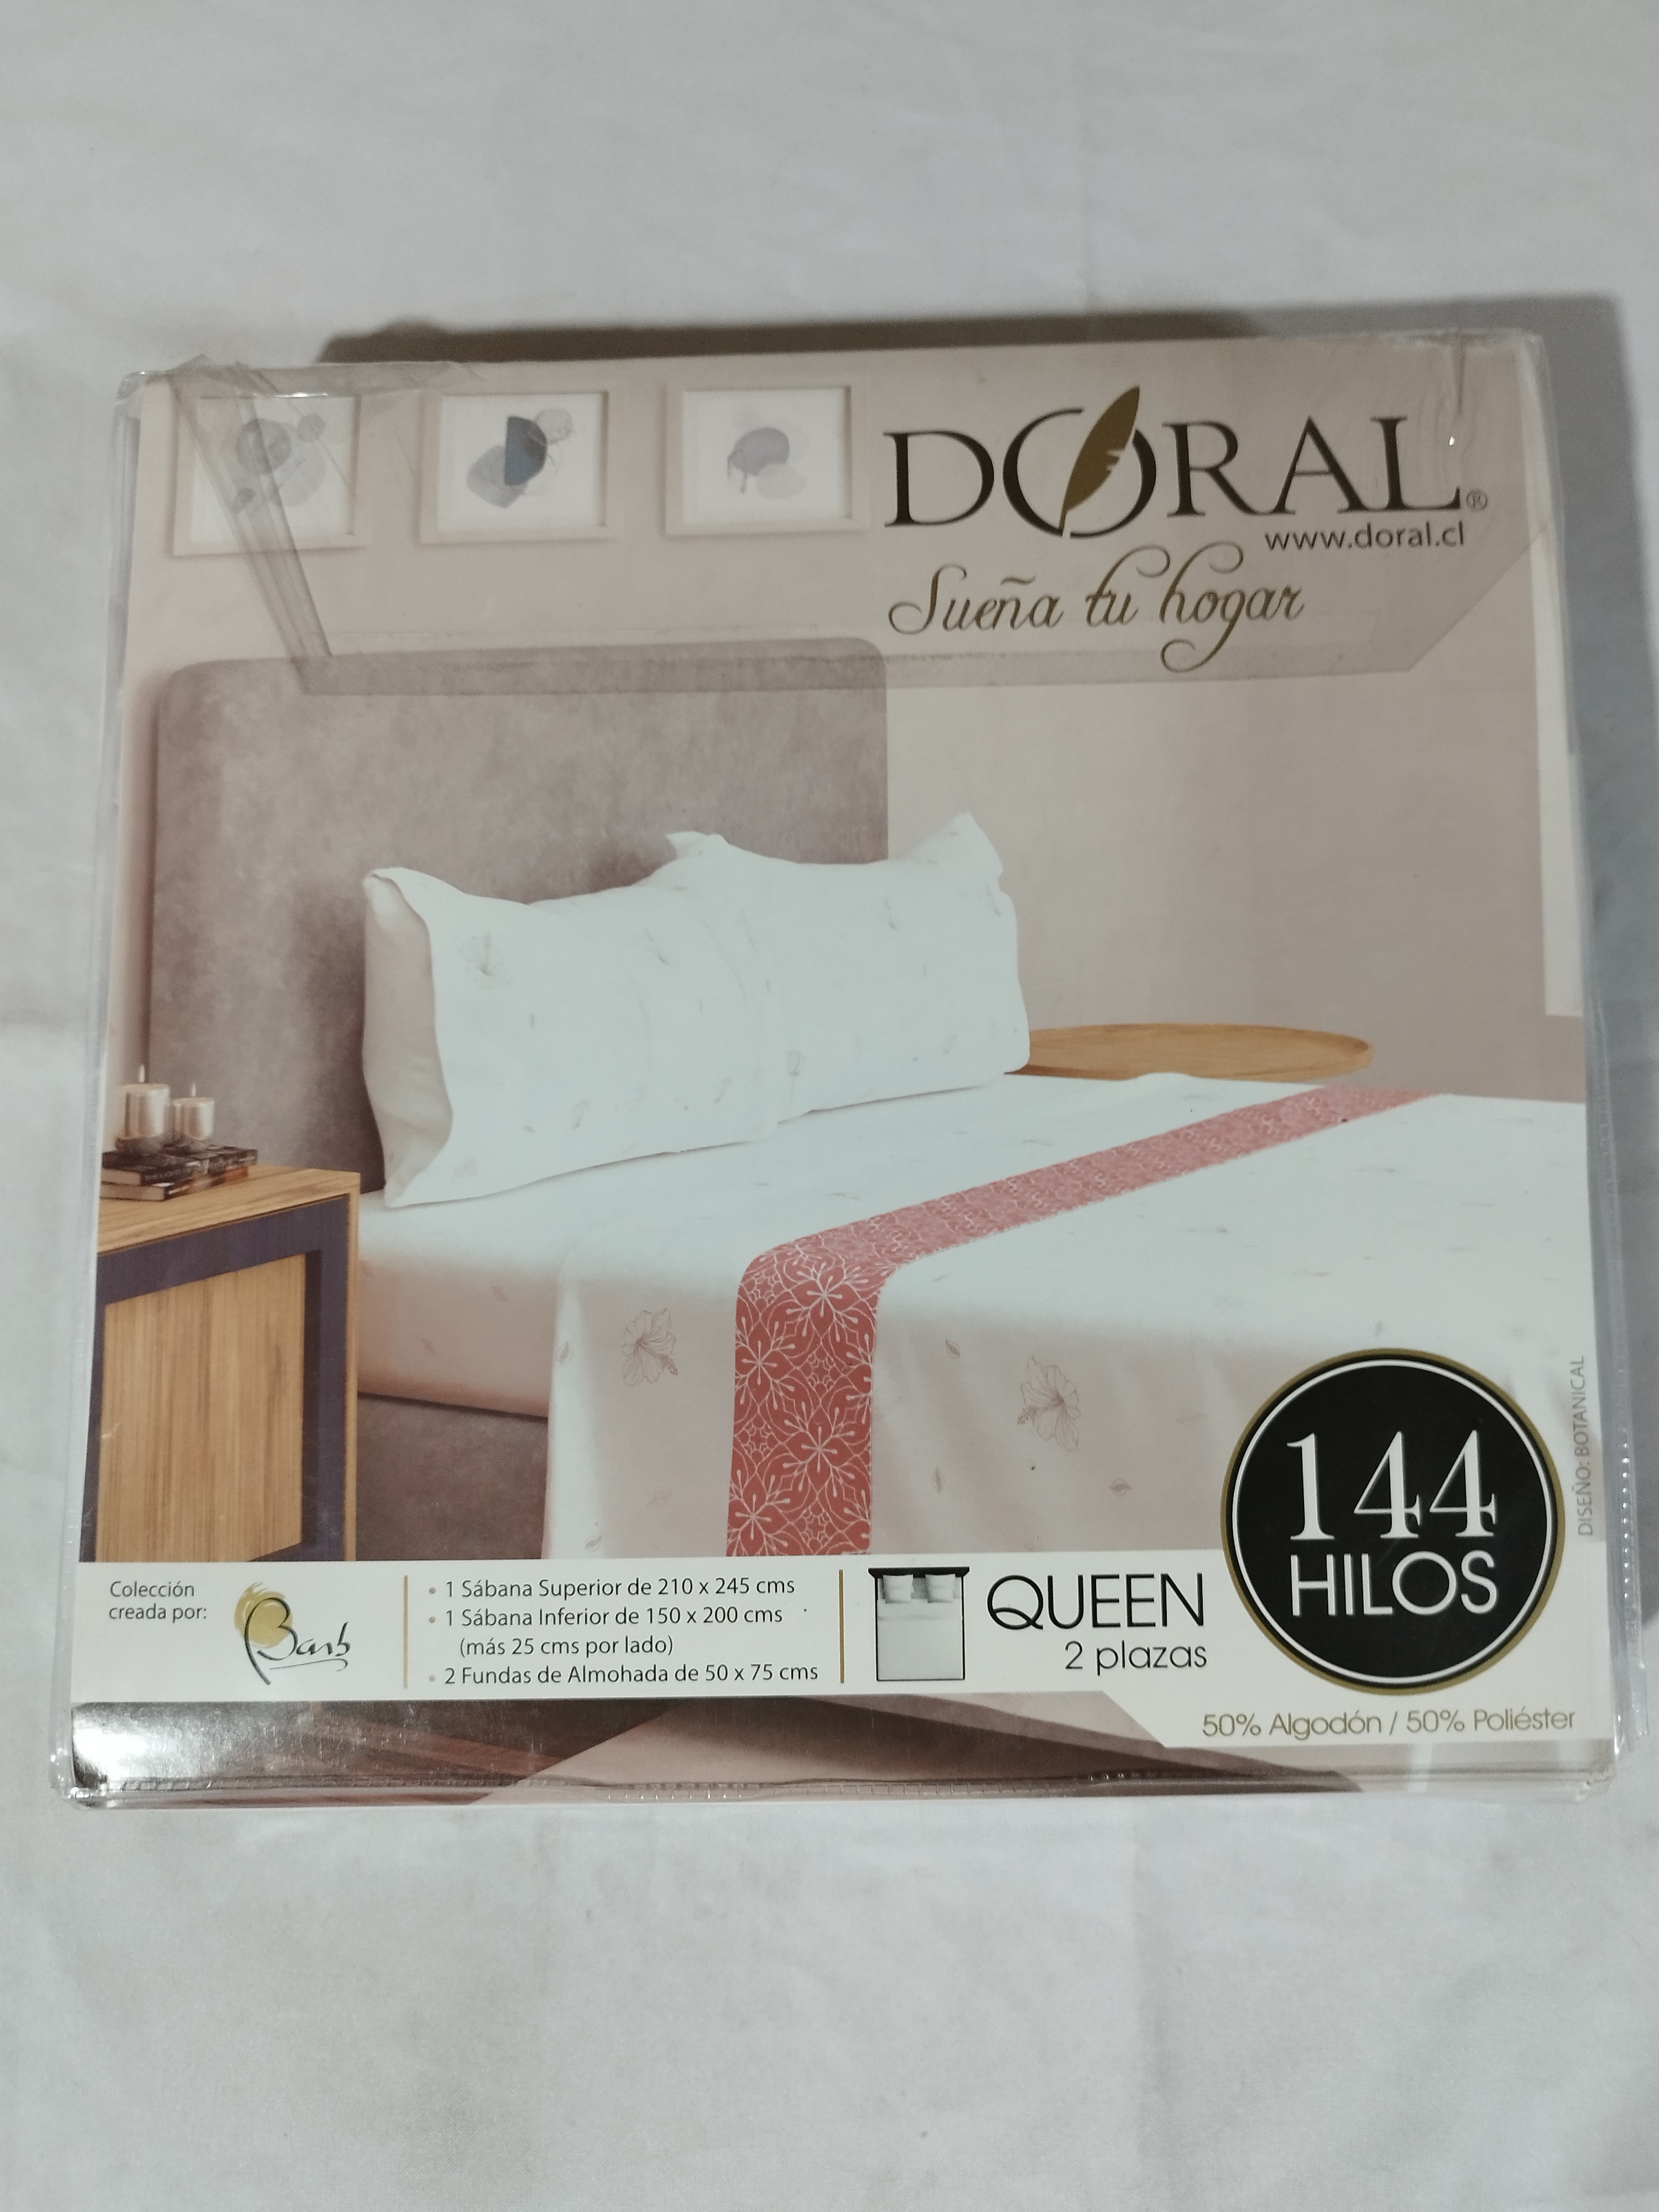 DORAL®
www.doral.cl
Sueña tu hogar
DISEÑO: BOTANICAL
144
HILOS
Colección
creada por:
Barb
• 1 Sábana Superior de 210 x 245 cms
• 1 Sábana Inferior de 150 x 200 cms
(más 25 cms por lado)
• 2 Fundas de Almohada de 50 x 75 cms
QUEEN
2 plazas
50% Algodón / 50% Poliéster